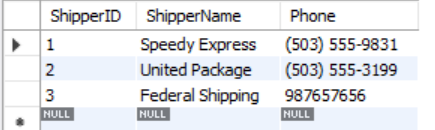 ShipperID ShipperName Phone
1 Speedy Express (503) 555-9831
2 United Package (503) 555-3199
3 Federal Shipping 987657656
NULL NULL NULL